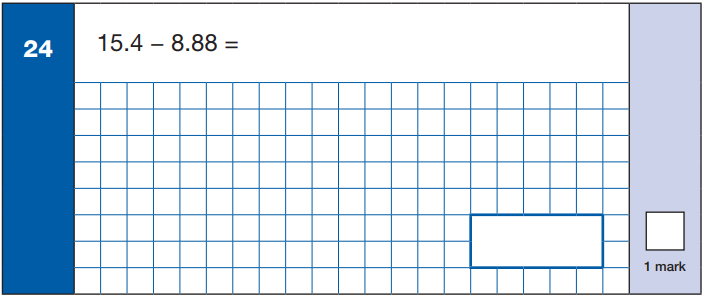 24
15.4 – 8.88 =
1 mark